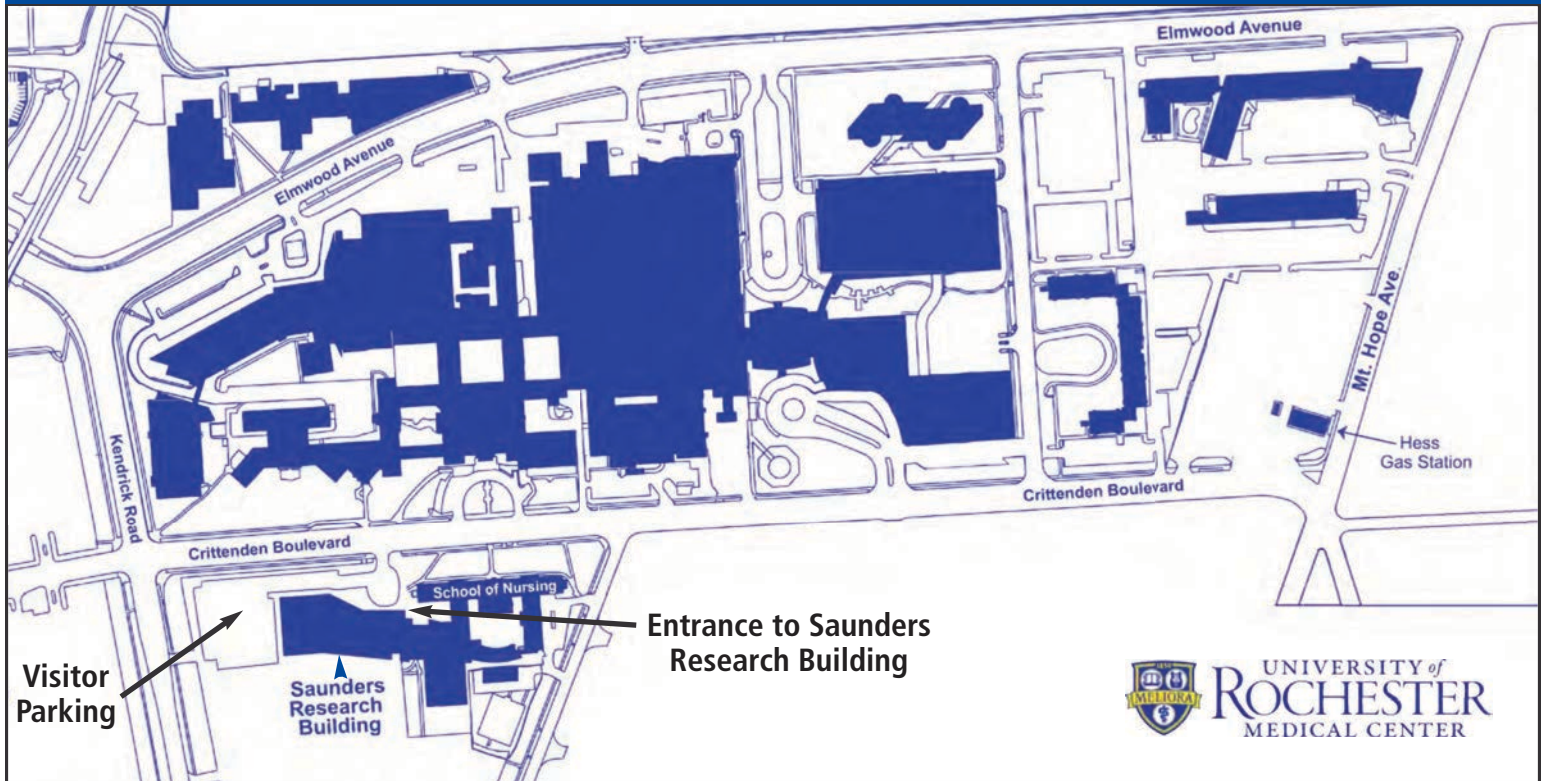 Elmwood Avenue
Elmwood Avenue
Mt. Hope Ave.
Kendrick Road
Hess
Gas Station
Crittenden Boulevard
Crittenden Boulevard
School of Nursing
Entrance to Saunders
Research Building
Visitor
Parking
Saunders
Research
Building
MELIORA
UNIVERSITY of
ROCHESTER
MEDICAL CENTER